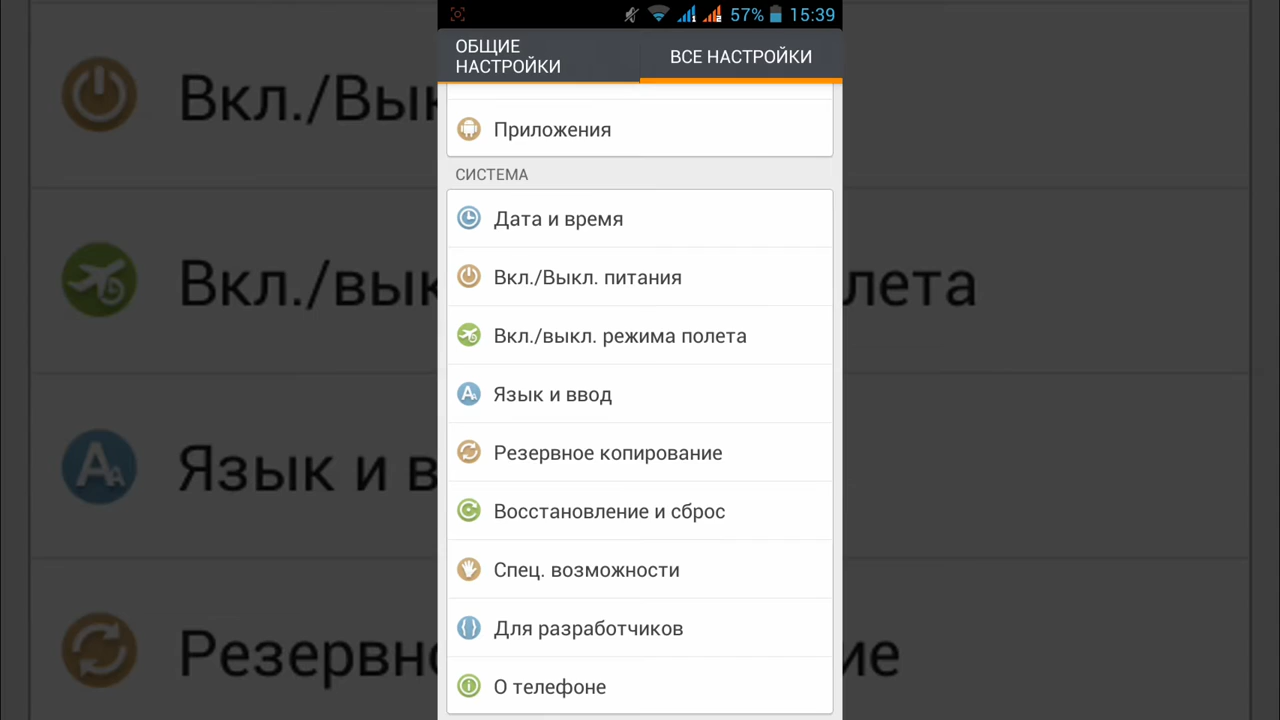 57% 15:39
ОБЩИЕ
НАСТРОЙКИ
ВСЕ НАСТРОЙКИ
Приложения
СИСТЕМА
Дата и время
Вкл./Выкл. питания
Вкл./выкл. режима полета
Язык и ввод
Резервное копирование
Восстановление и сброс
Спец. возможности
Для разработчиков
О телефоне